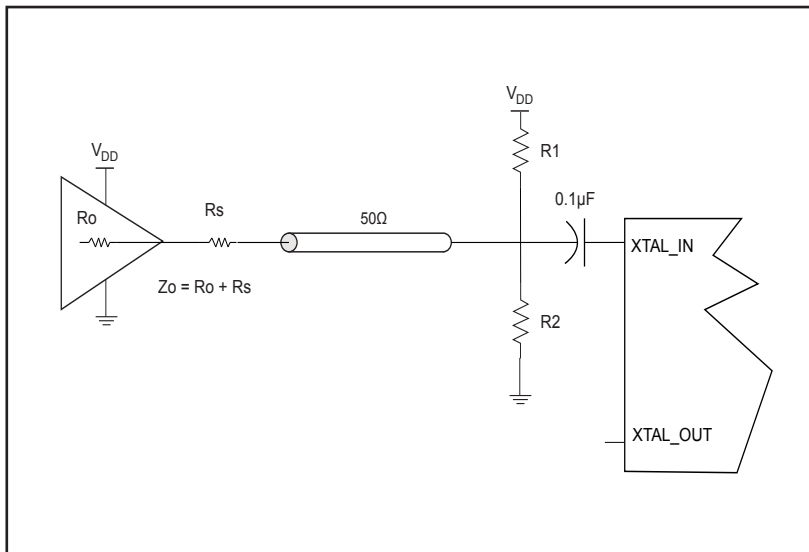 V_DD
R1
0.1µF
V_DD
Ro
Rs
50Ω
XTAL_IN
Zo = Ro + Rs
R2
XTAL_OUT